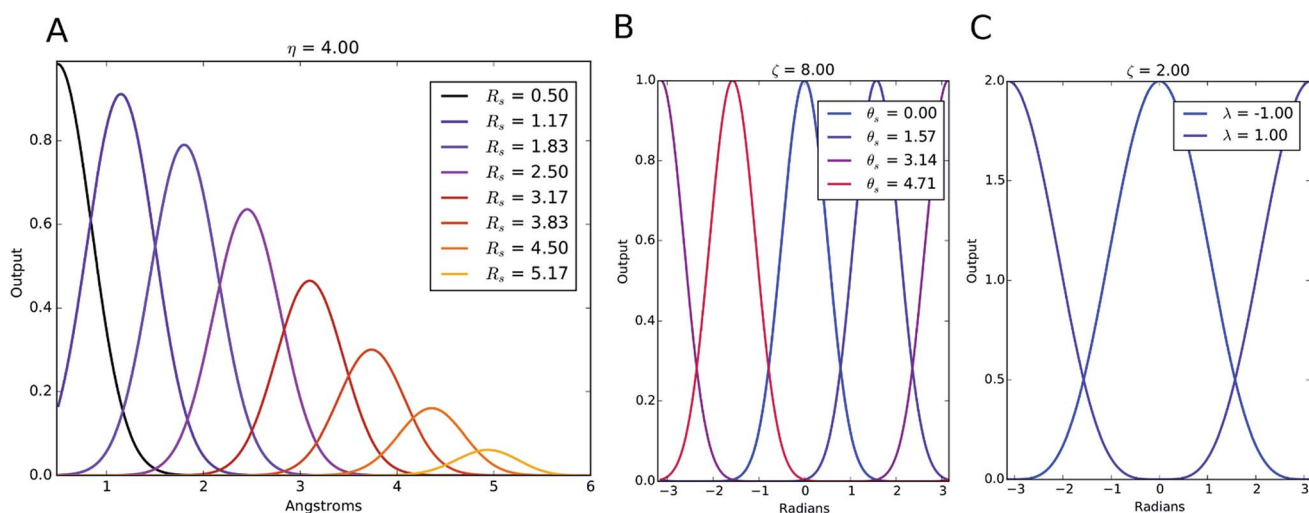 A
η = 4.00
R_s = 0.50
R_s = 1.17
R_s = 1.83
R_s = 2.50
R_s = 3.17
R_s = 3.83
R_s = 4.50
R_s = 5.17
0.8
0.6
0.4
0.2
0.0
Output
1 2 3 4 5 6
Angstroms
B
ζ = 8.00
θ_s = 0.00
θ_s = 1.57
θ_s = 3.14
θ_s = 4.71
1.0
0.8
0.6
0.4
0.2
0.0
Output
−3 −2 −1 0 1 2 3
Radians
C
ζ = 2.00
λ = -1.00
λ = 1.00
2.0
1.5
1.0
0.5
0.0
Output
−3 −2 −1 0 1 2 3
Radians